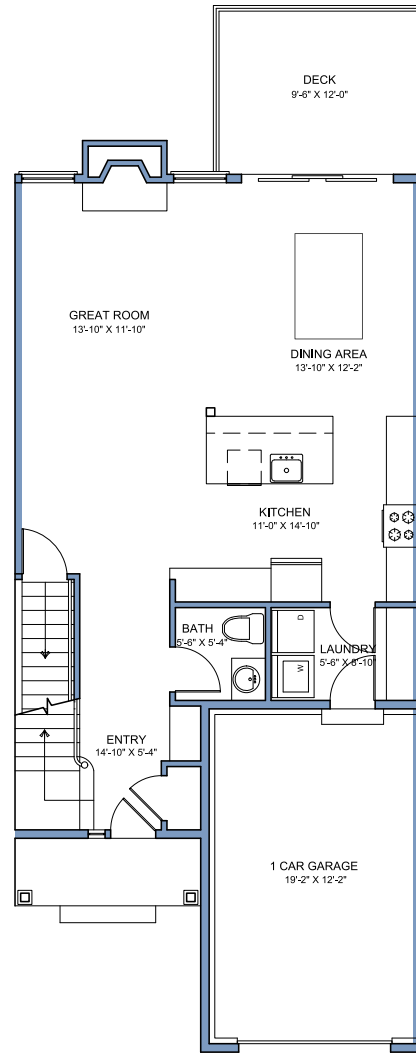 DECK
9'-6" X 12'-0"
GREAT ROOM
13'-10" X 11'-10"
DINING AREA
13'-10" X 12'-2"
KITCHEN
11'-0" X 14'-10"
BATH
5'-6" X 5'-4"
D
LAUNDRY
5'-6" X 8'-10"
W
ENTRY
14'-10" X 5'-4"
1 CAR GARAGE
19'-2" X 12'-2"